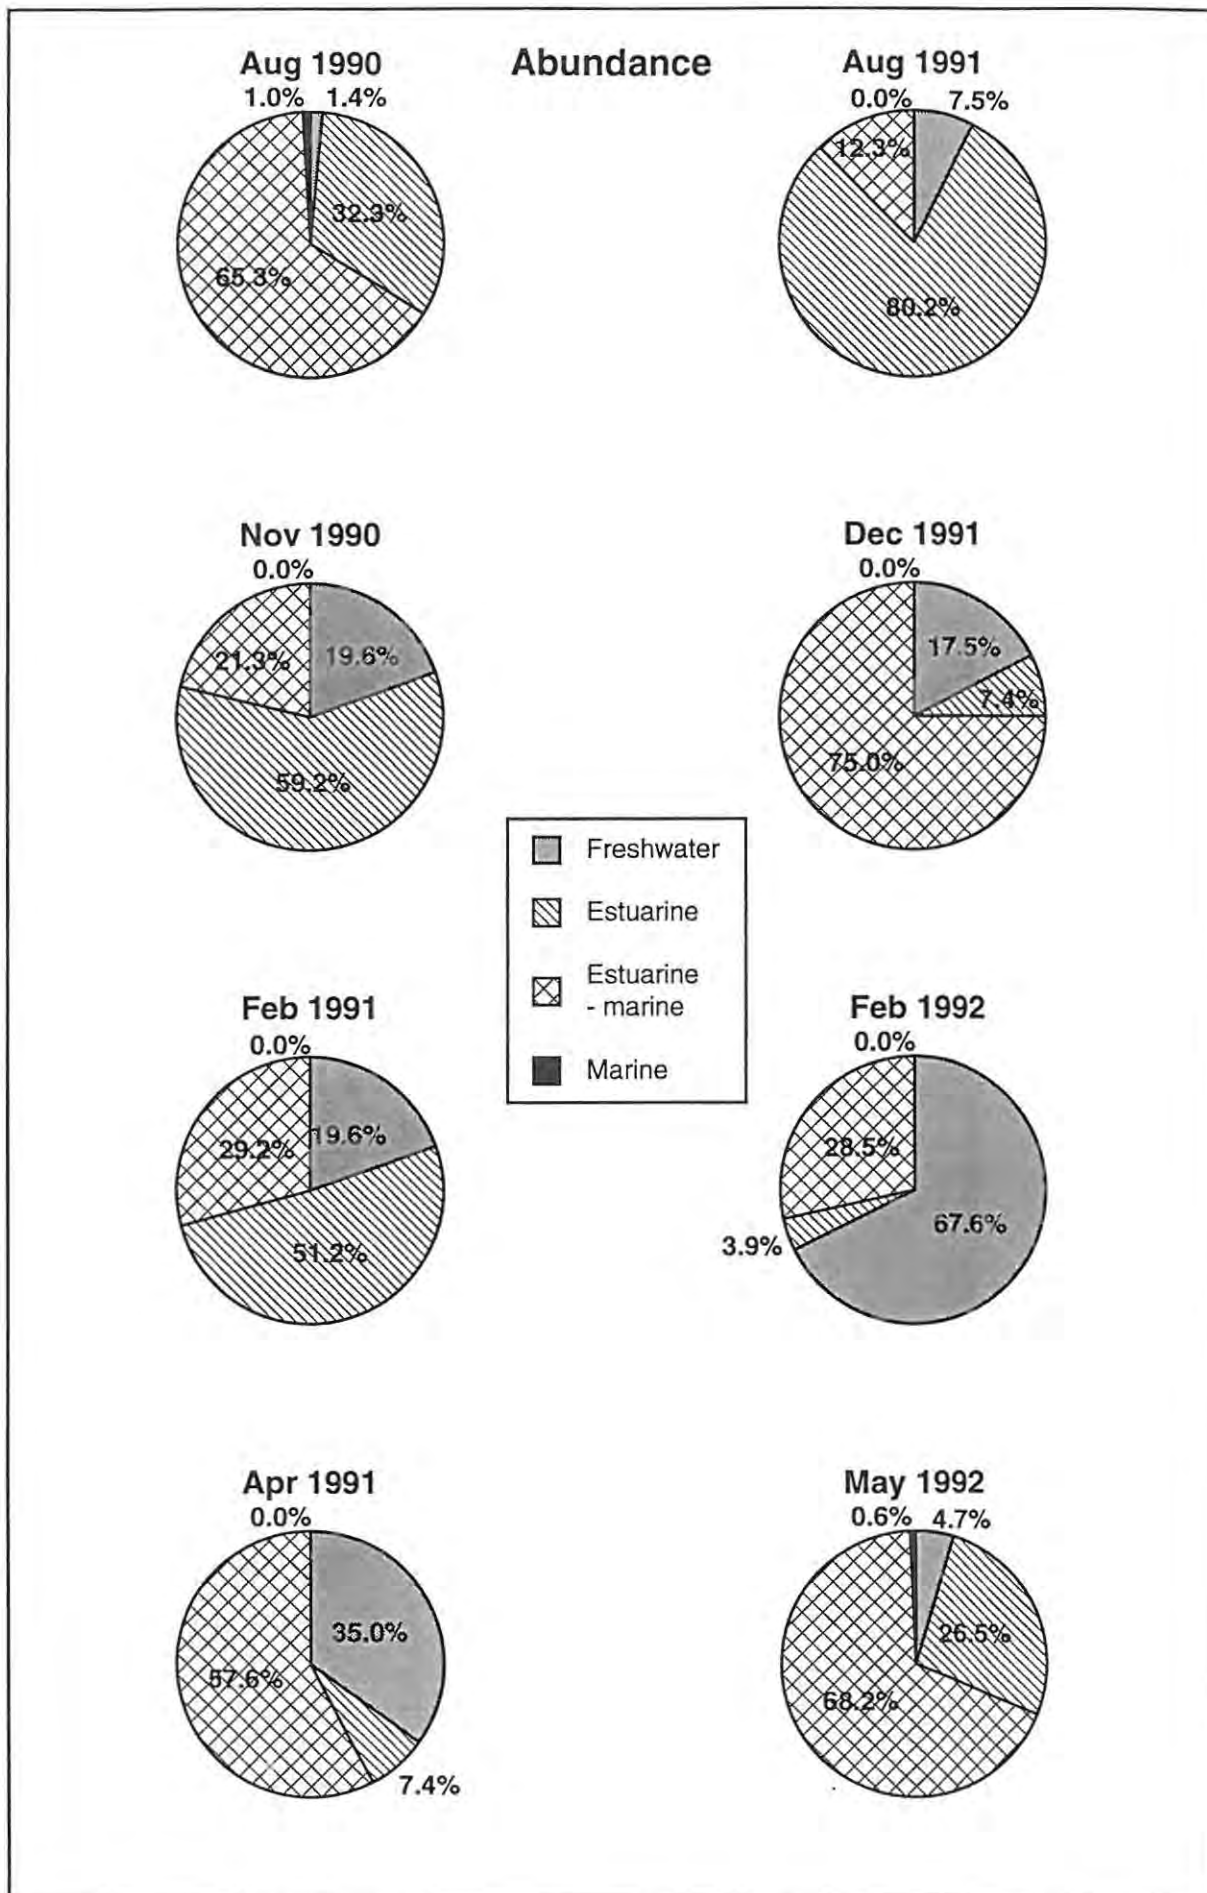 Abundance
Aug 1990
1.0% 1.4%
32.3%
65.3%
Aug 1991
0.0% 7.5%
12.3%
80.2%
Nov 1990
0.0%
21.3% 19.6%
59.2%
Dec 1991
0.0%
17.5%
7.4%
75.0%
Freshwater
Estuarine
Estuarine
- marine
Marine
Feb 1991
0.0%
29.2% 19.6%
51.2%
Feb 1992
0.0%
28.5%
67.6%
3.9%
Apr 1991
0.0%
35.0%
57.6%
7.4%
May 1992
0.6% 4.7%
26.5%
68.2%